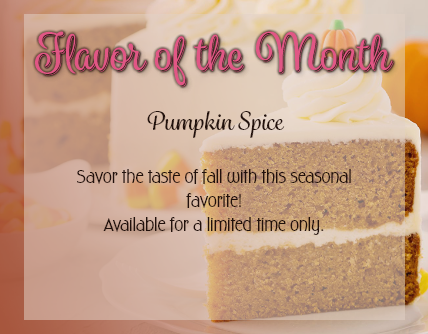 Flavor of the Month
Pumpkin Spice
Savor the taste of fall with this seasonal
favorite!
Available for a limited time only.